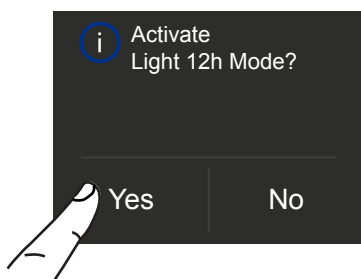 i
Activate
Light 12h Mode?
Yes
No